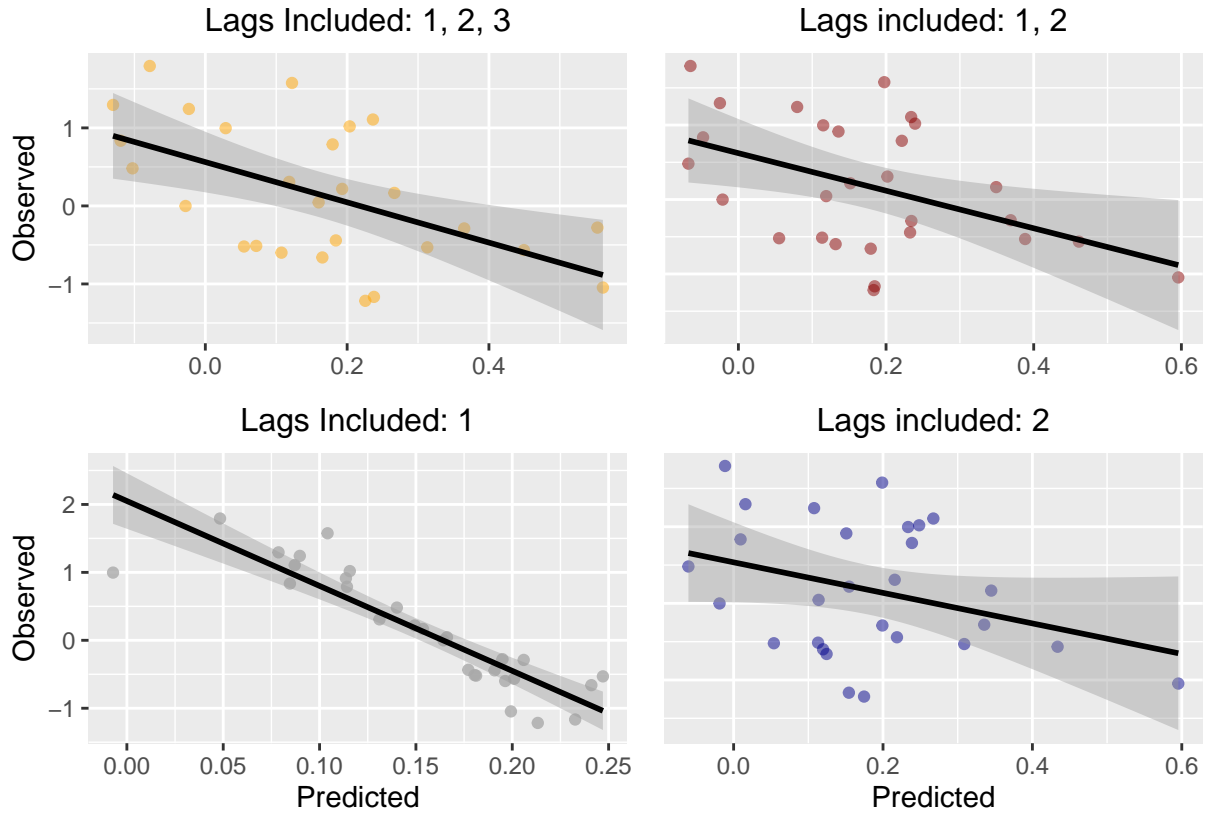 Lags Included: 1, 2, 3
Lags included: 1, 2
Observed
1
0
−1
0.0 0.2 0.4
0.0 0.2 0.4 0.6
Lags Included: 1
Lags included: 2
Observed
2
1
0
−1
0.00 0.05 0.10 0.15 0.20 0.25
0.0 0.2 0.4 0.6
Predicted
Predicted